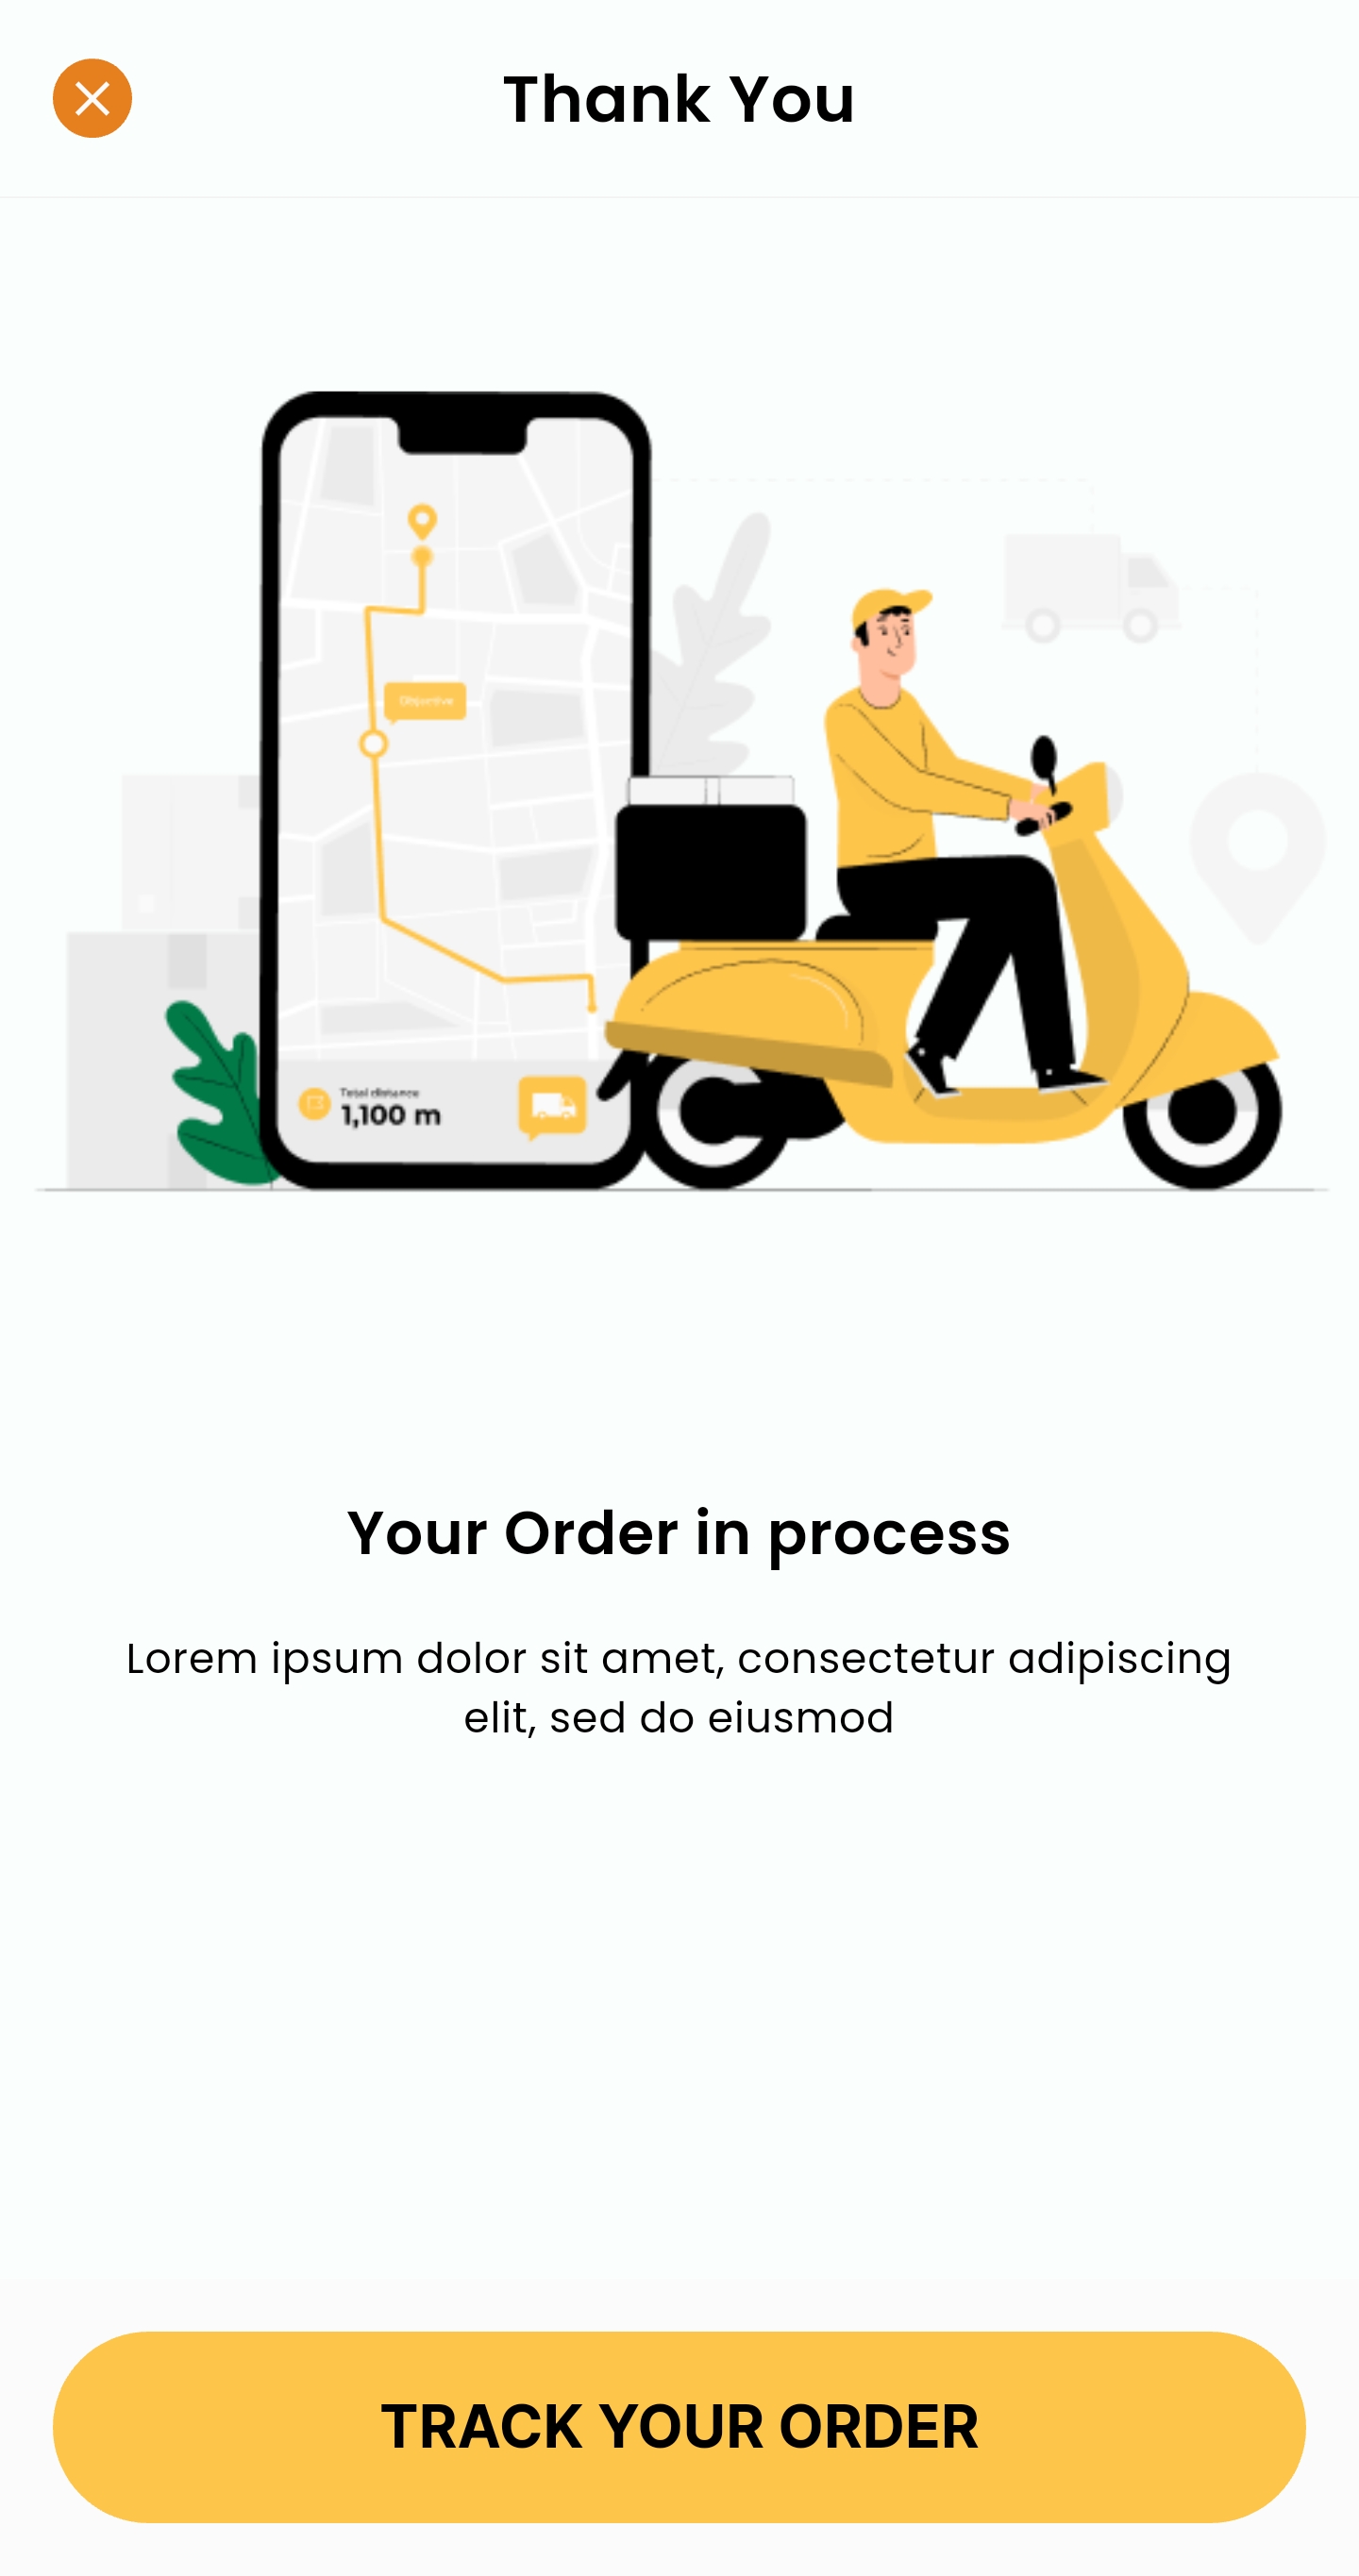 Thank You
Objective
Total distance
1,100 m
Your Order in process
Lorem ipsum dolor sit amet, consectetur adipiscing
elit, sed do eiusmod
TRACK YOUR ORDER